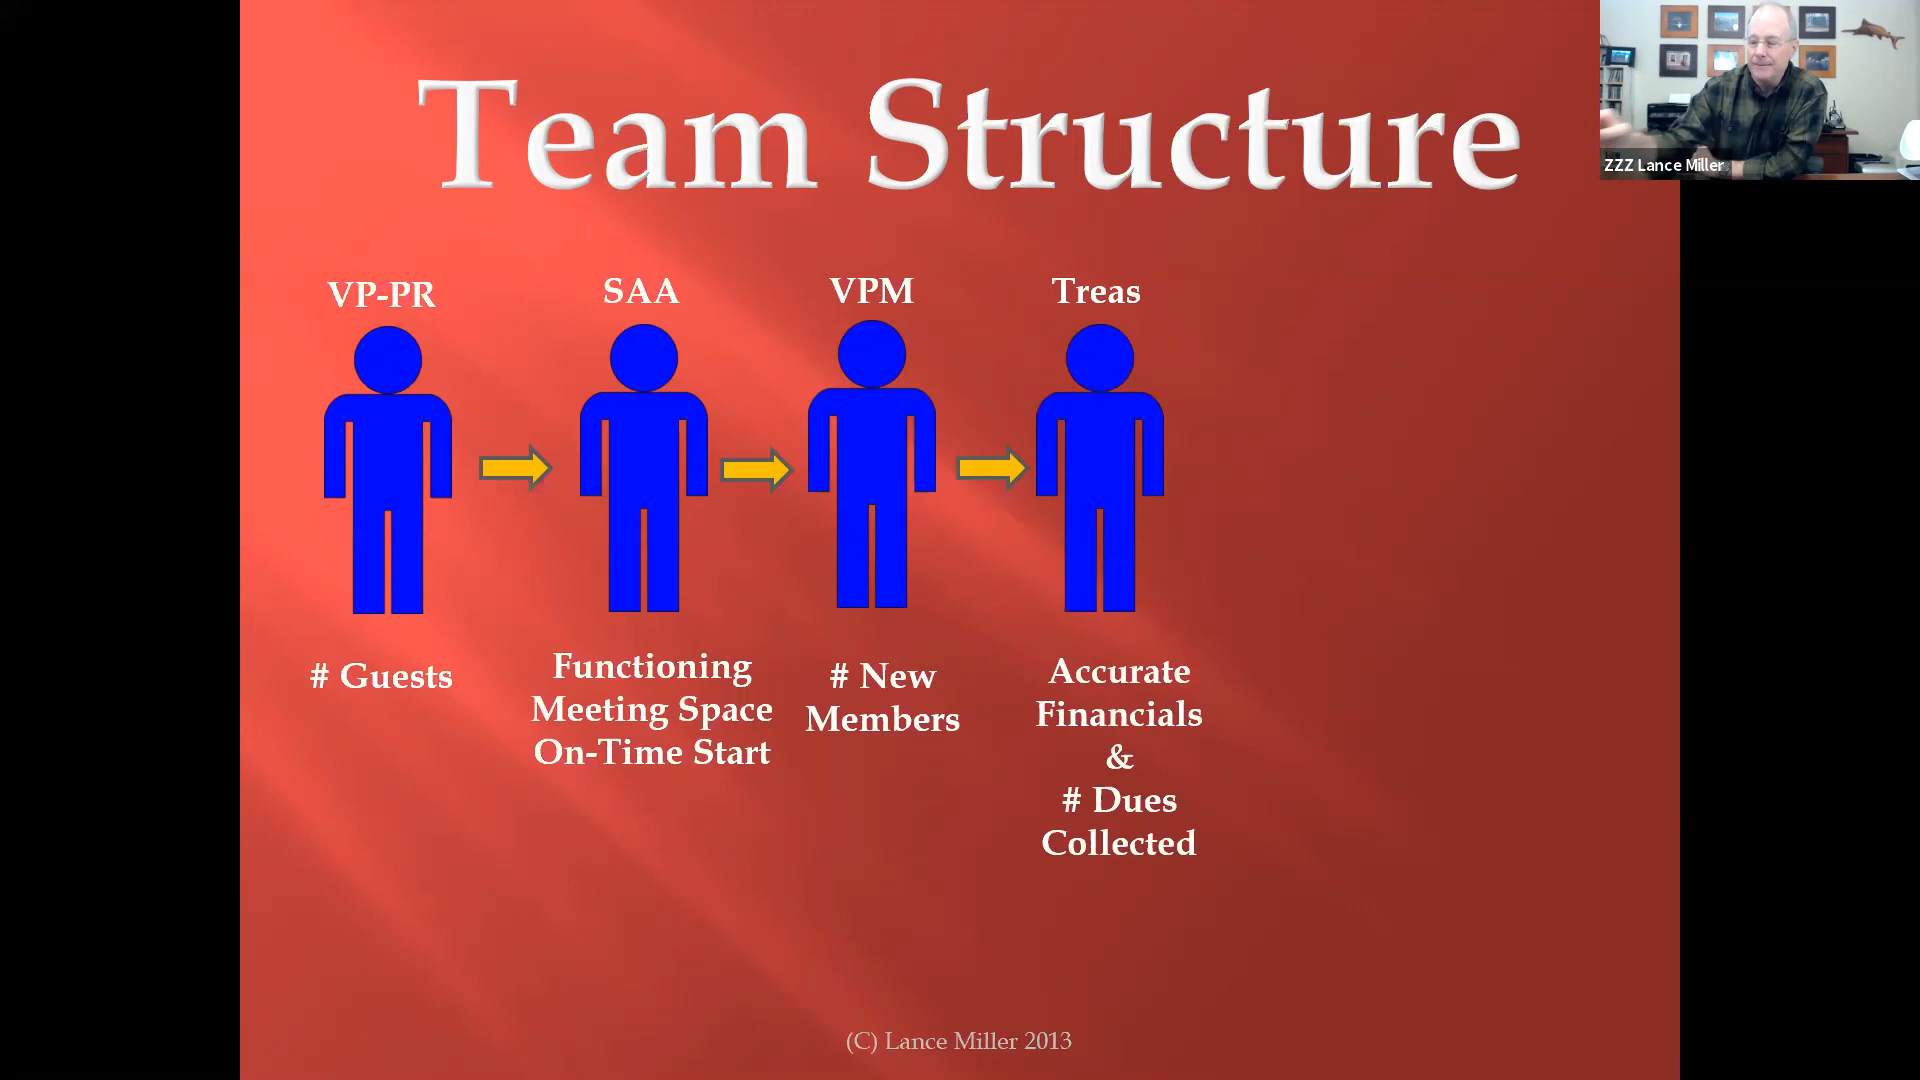 Team Structure
ZZZ Lance Miller
VP-PR
SAA
VPM
Treas
# Guests
Functioning
Meeting Space
On-Time Start
# New
Members
Accurate
Financials
&
# Dues
Collected
(C) Lance Miller 2013